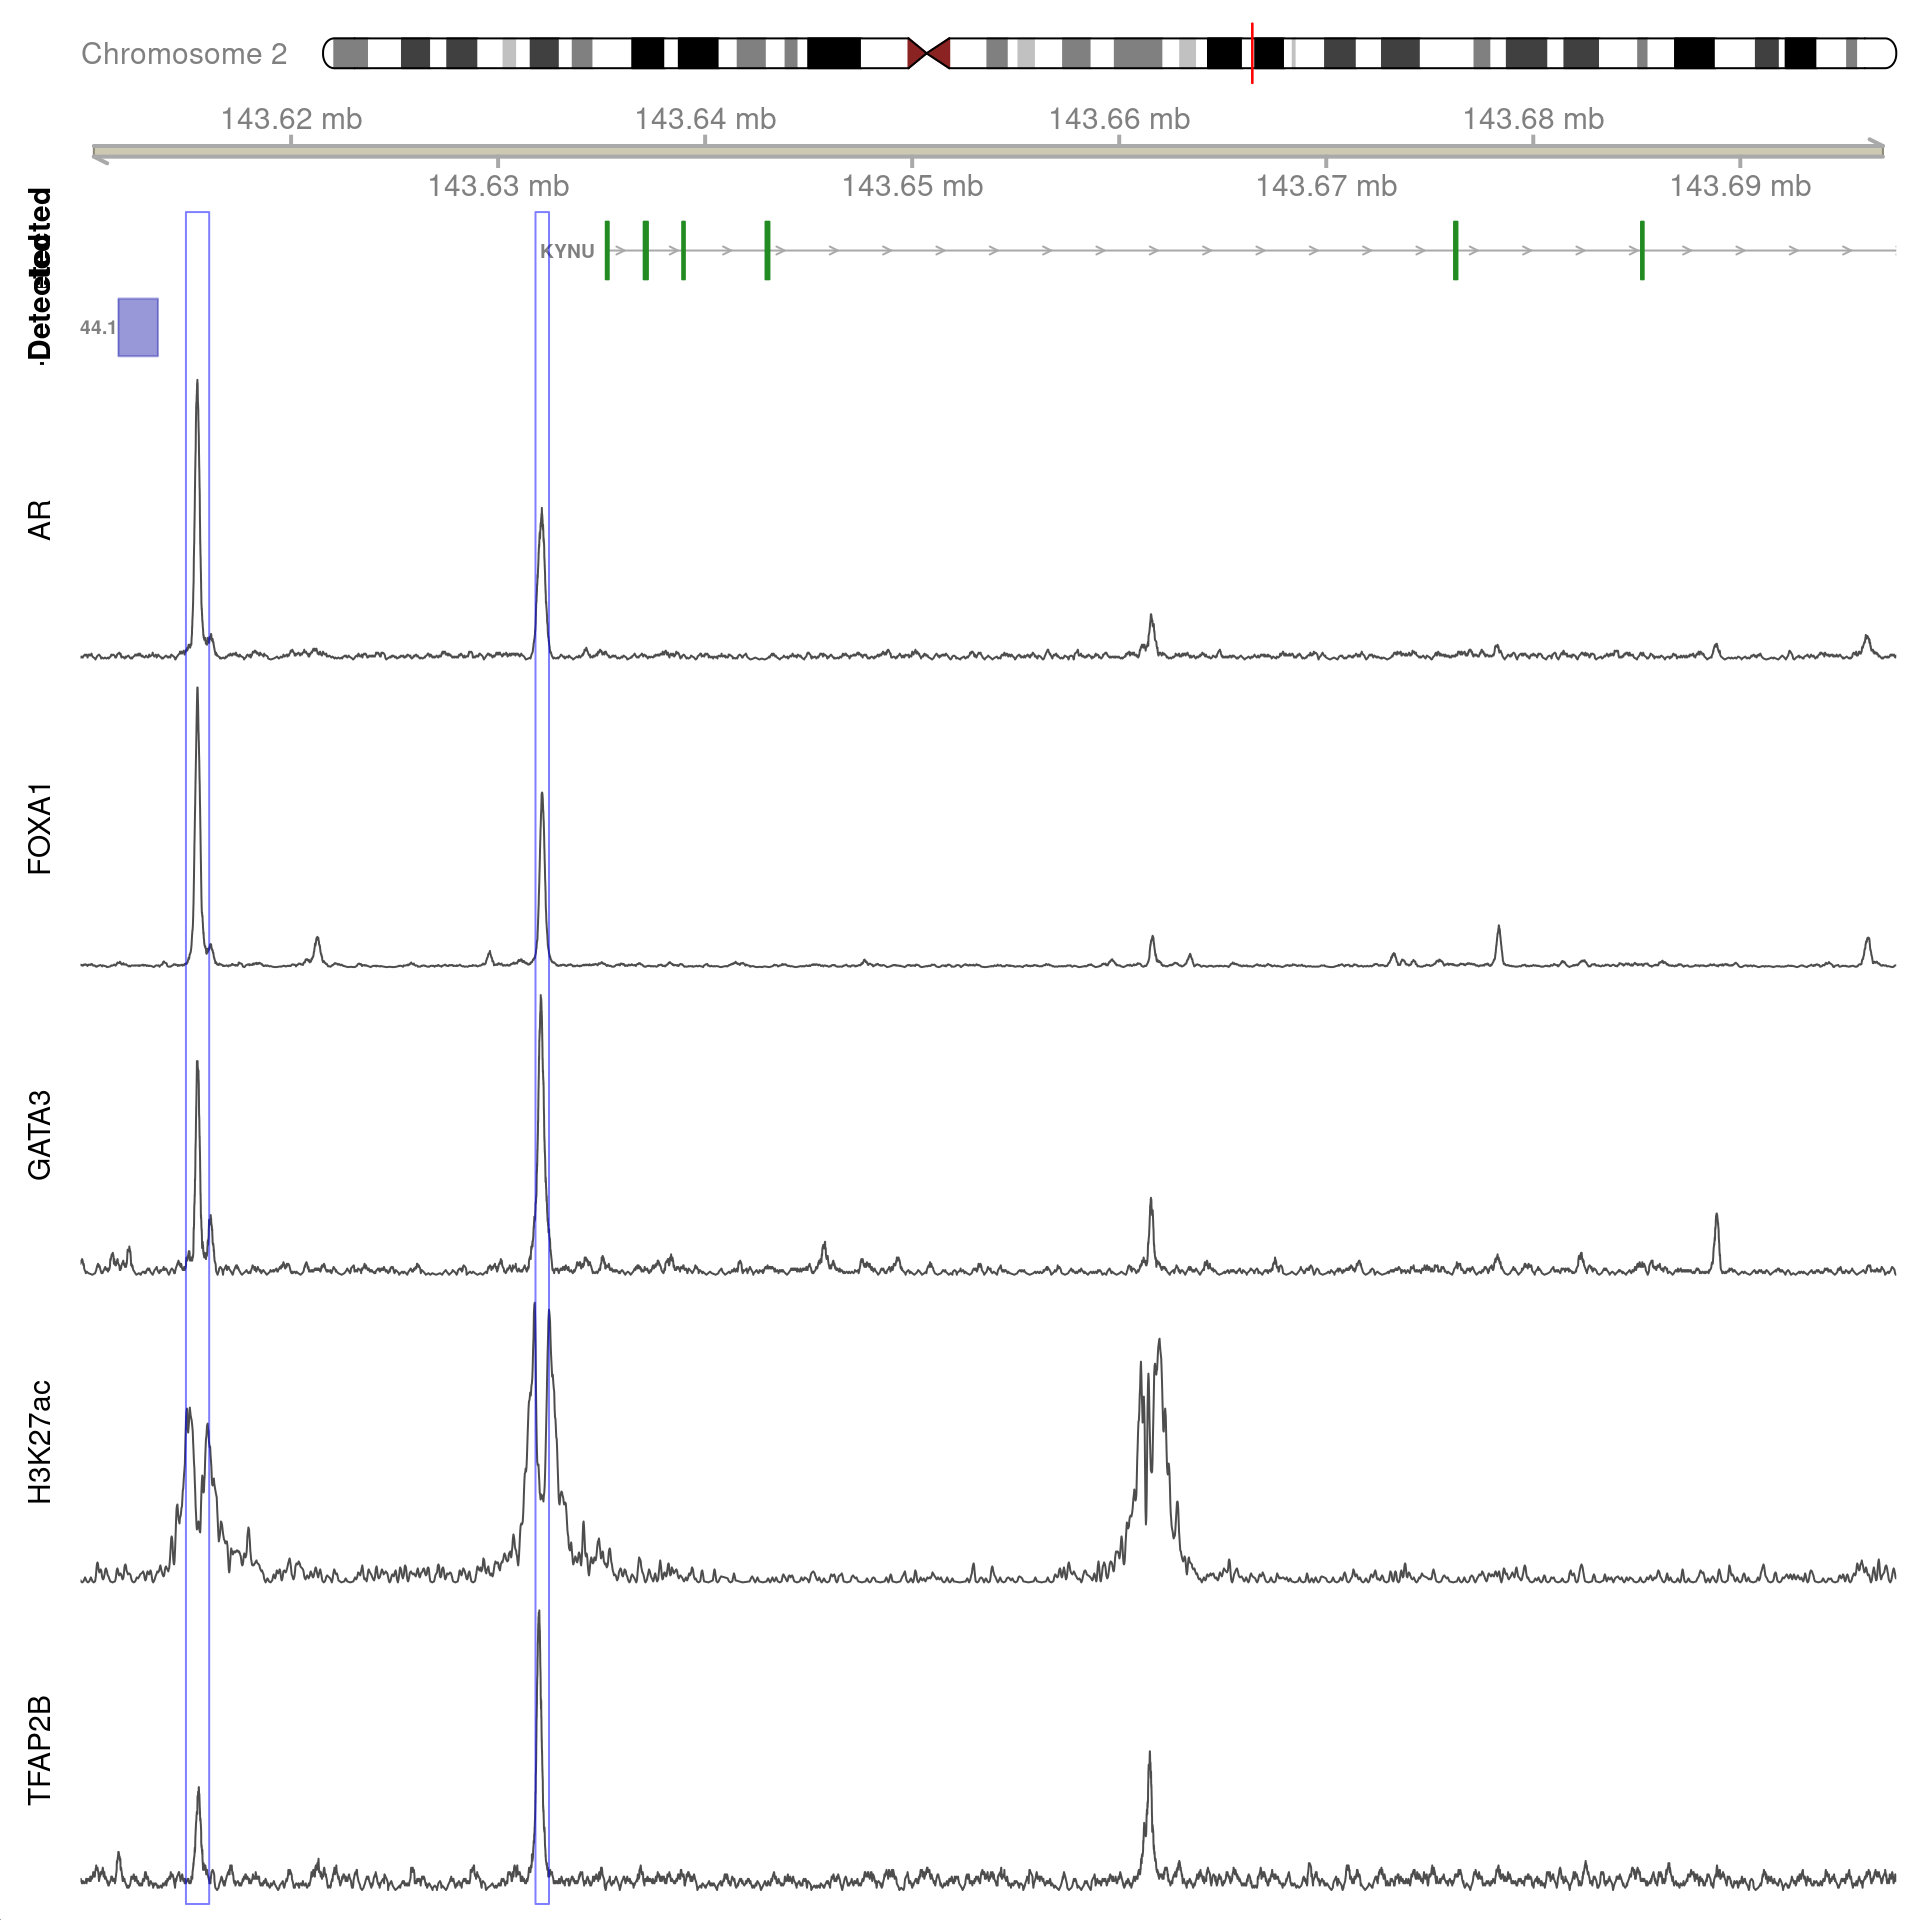 Chromosome 2
143.62 mb
143.64 mb
143.66 mb
143.68 mb
143.63 mb
143.65 mb
143.67 mb
143.69 mb
KYNU
44.1
AR
FOXA1
GATA3
H3K27ac
TFAP2B